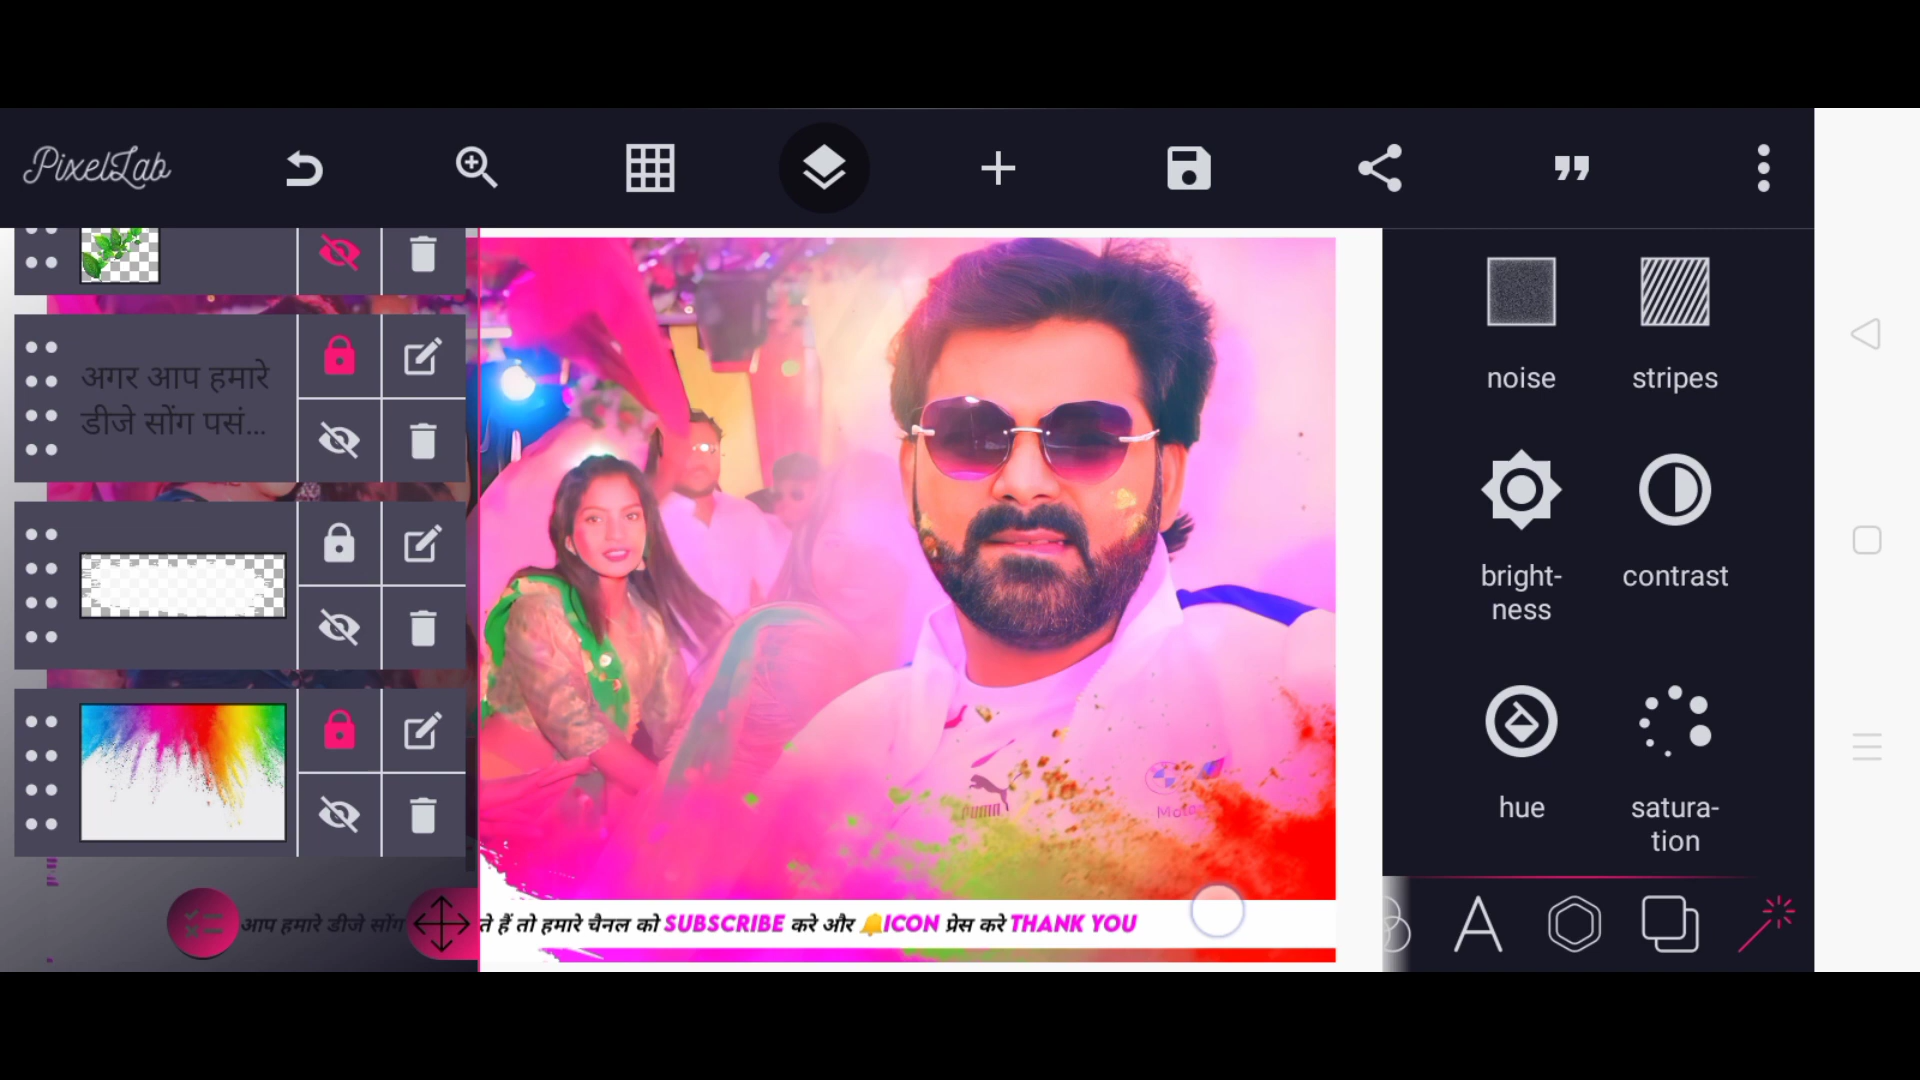 PixelLab
noise
stripes
अगर आप हमारे
डीजे सोंग पसं...
bright-
ness
contrast
hue
satura-
tion
PUMA
आप हमारे डीजे सोंग
ते हैं तो हमारे चैनल को SUBSCRIBE करे और 🔔ICON प्रेस करे THANK YOU